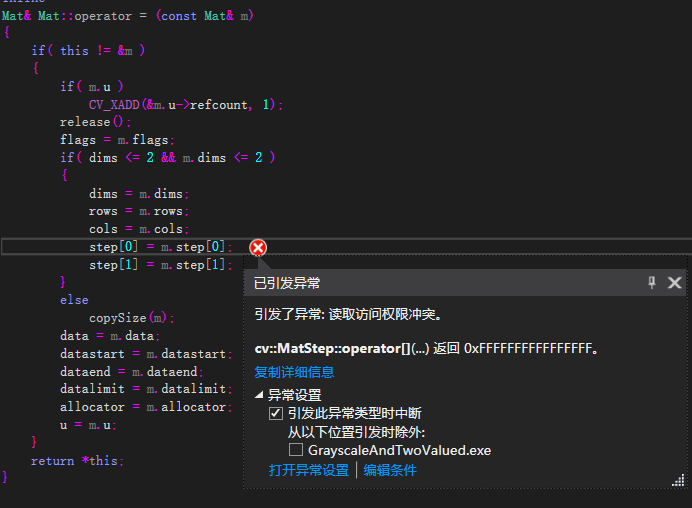 inline
Mat& Mat::operator = (const Mat& m)
{
if( this != &m )
{
if( m.u )
CV_XADD(&m.u->refcount, 1);
release();
flags = m.flags;
if( dims <= 2 && m.dims <= 2 )
{
dims = m.dims;
rows = m.rows;
cols = m.cols;
step[0] = m.step[0];
step[1] = m.step[1];
}
else
copySize(m);
data = m.data;
datastart = m.datastart;
dataend = m.dataend;
datalimit = m.datalimit;
allocator = m.allocator;
u = m.u;
}
return *this;
}
已引发异常
引发了异常: 读取访问权限冲突。
cv::MatStep::operator[](...) 返回 0xFFFFFFFFFFFFFFFF。
复制详细信息
异常设置
引发此异常类型时中断
从以下位置引发时除外:
GrayscaleAndTwoValued.exe
打开异常设置 | 编辑条件